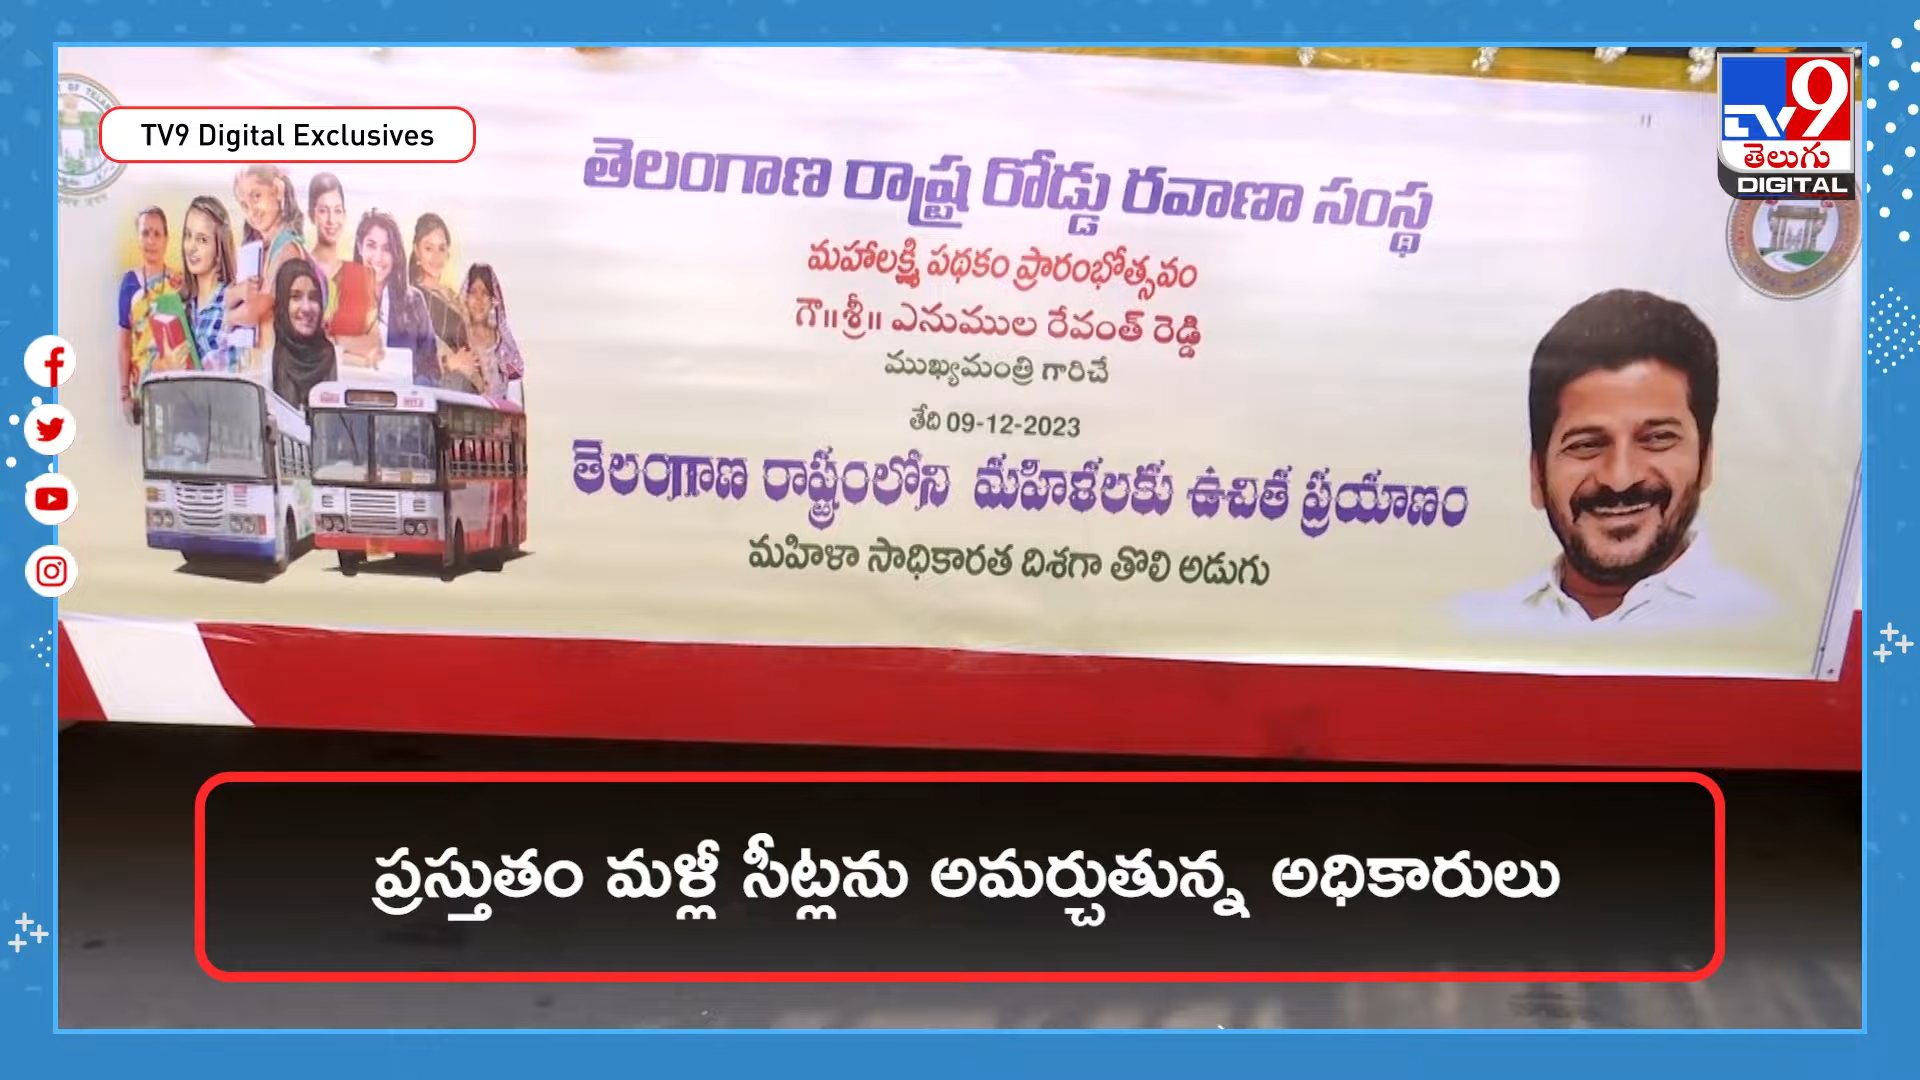 TV9 Digital Exclusives
TV9
తెలుగు
DIGITAL
తెలంగాణ రాష్ట్ర రోడ్డు రవాణా సంస్థ
మహాలక్ష్మి పథకం ప్రారంభోత్సవం
గౌ॥శ్రీ॥ ఎనుముల రేవంత్ రెడ్డి
ముఖ్యమంత్రి గారిచే
తేది 09-12-2023
తెలంగాణ రాష్ట్రంలోని మహిళలకు ఉచిత ప్రయాణం
మహిళా సాధికారత దిశగా తొలి అడుగు
ప్రస్తుతం మళ్లీ సీట్లను అమర్చుతున్న అధికారులు